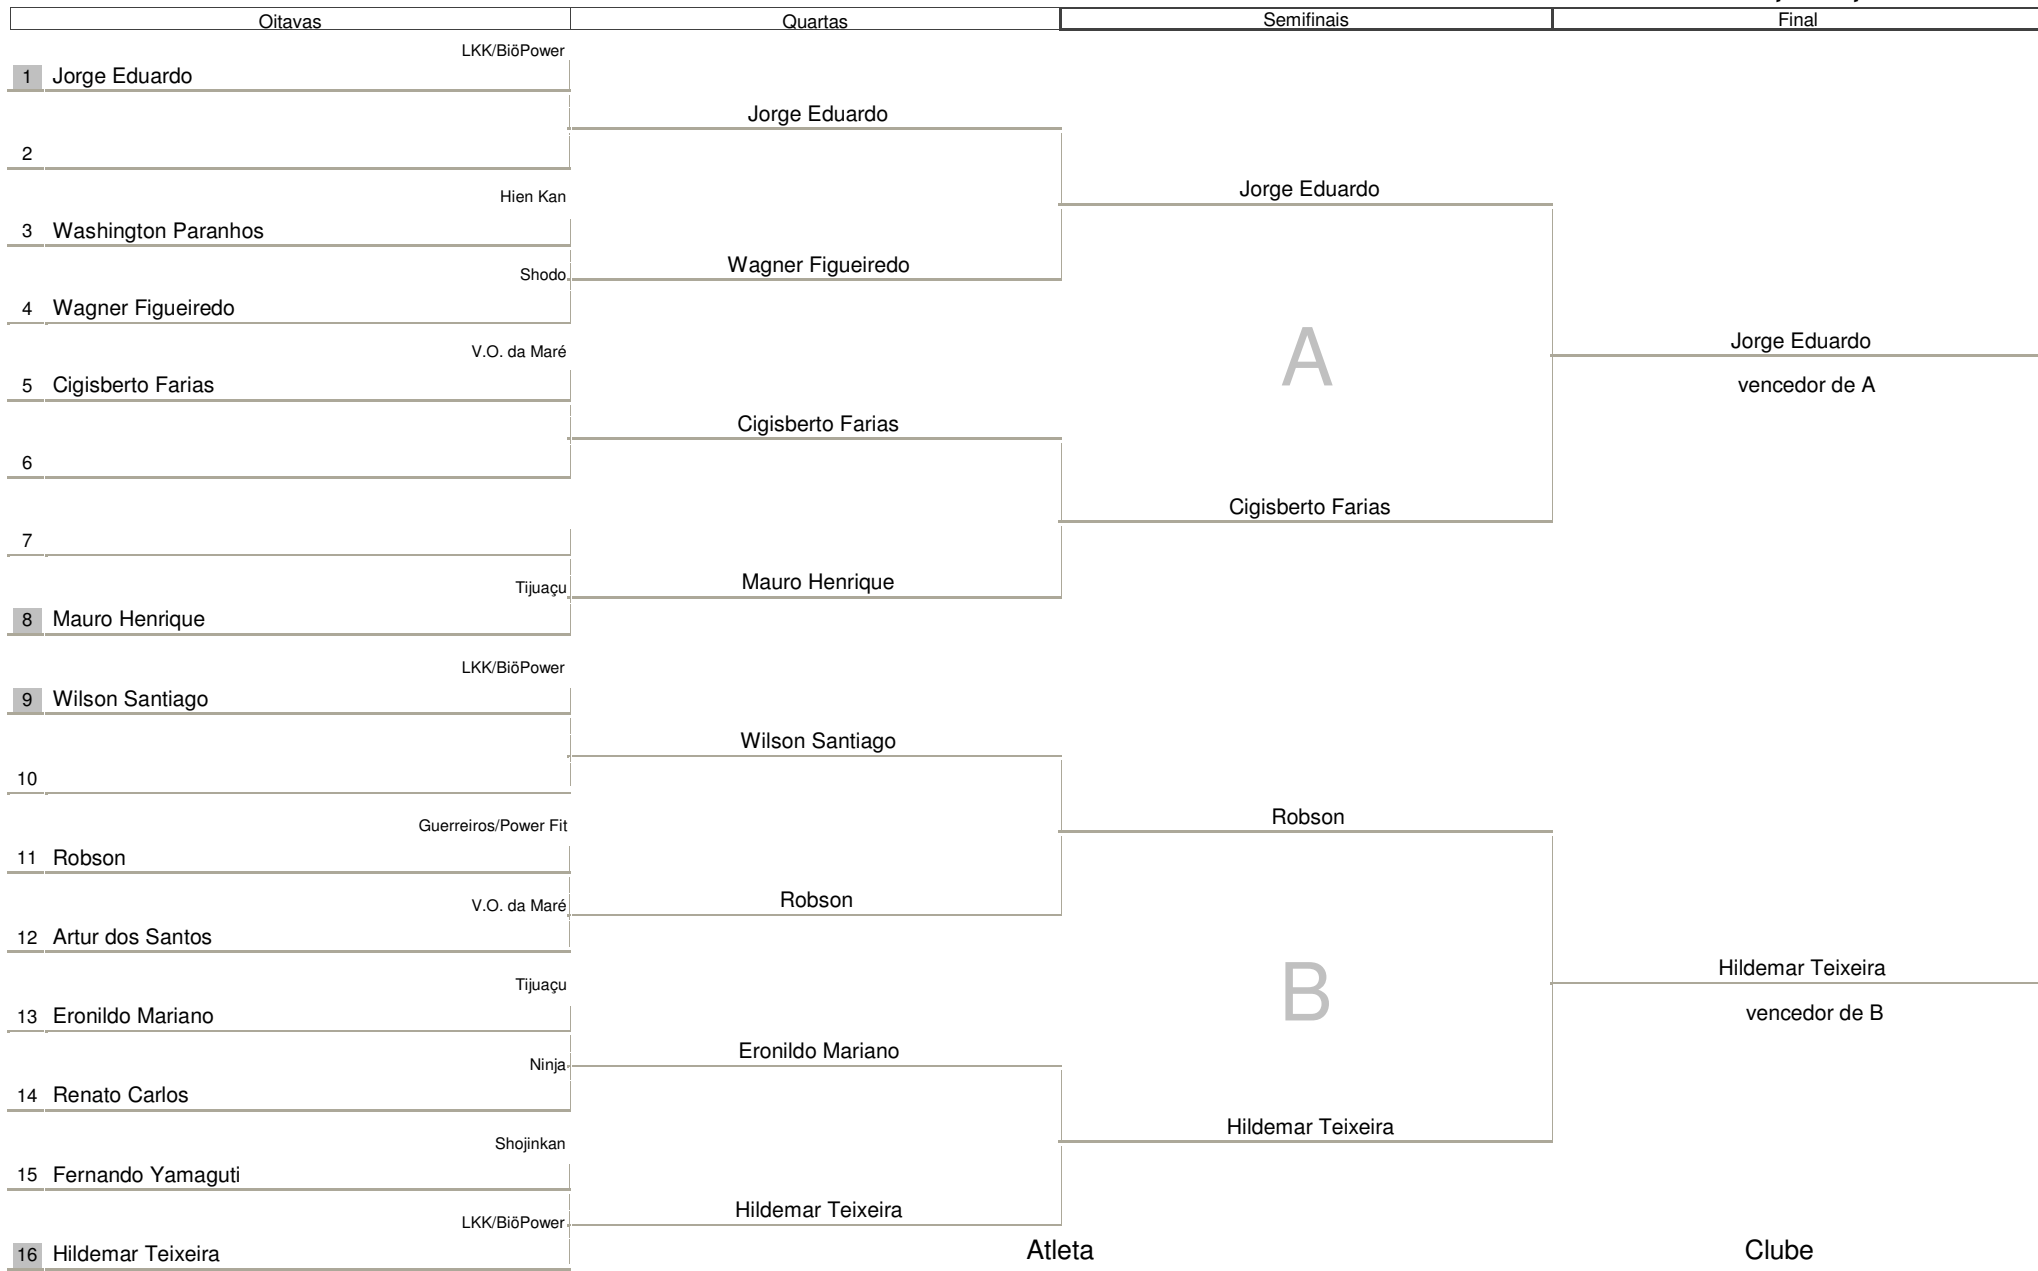 Oitavas
Quartas
Semifinais
Final
LKK/BiöPower
1 Jorge Eduardo
Jorge Eduardo
2
Jorge Eduardo
Hien Kan
3 Washington Paranhos
Wagner Figueiredo
Shodo
4 Wagner Figueiredo
A
Jorge Eduardo
V.O. da Maré
vencedor de A
5 Cigisberto Farias
Cigisberto Farias
6
Cigisberto Farias
7
Mauro Henrique
Tijuaçu
8 Mauro Henrique
LKK/BiöPower
9 Wilson Santiago
Wilson Santiago
10
Robson
Guerreiros/Power Fit
11 Robson
Robson
V.O. da Maré
12 Artur dos Santos
Hildemar Teixeira
Tijuaçu
B
vencedor de B
13 Eronildo Mariano
Eronildo Mariano
Ninja
14 Renato Carlos
Hildemar Teixeira
Shojinkan
15 Fernando Yamaguti
Hildemar Teixeira
LKK/BiöPower
16 Hildemar Teixeira
Atleta
Clube